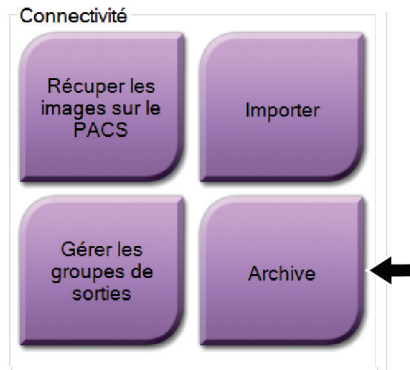 Connectivité
Récuper les
images sur le
PACS
Importer
Gérer les
groupes de
sorties
Archive